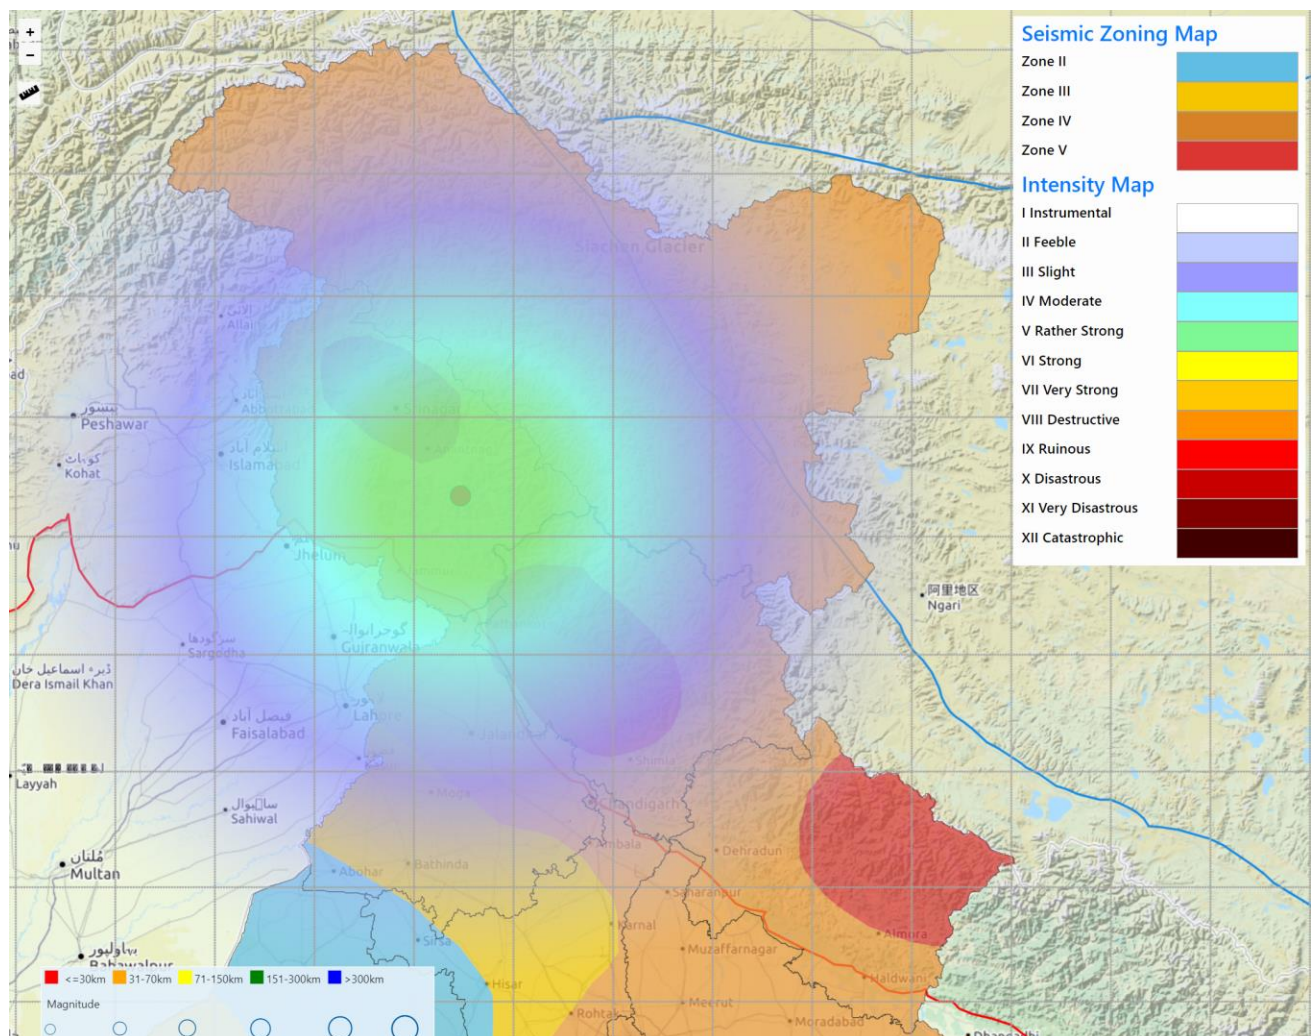 +
−
Seismic Zoning Map
Zone II
Zone III
Zone IV
Zone V
Intensity Map
I Instrumental
II Feeble
III Slight
IV Moderate
V Rather Strong
VI Strong
VII Very Strong
VIII Destructive
IX Ruinous
X Disastrous
XI Very Disastrous
XII Catastrophic
Siachen Glacier
Allai
Abbottabad
Srinagar
پېښور
Peshawar
Anantnag
اسلام آباد
Islamabad
کوہاٹ
Kohat
Jhelum
Jammu
阿里地区
Ngari
گوجرانوالہ
Gujranwala
سرگودھا
Sargodha
ڈیرہ اسماعیل خان
Dera Ismail Khan
Lahore
فیصل آباد
Faisalabad
Jalandhar
Shimla
Layyah
Moga
Chandigarh
Sahiwal
Ambala
Dehradun
مُلتان
Multan
Abohar
Bathinda
Saharanpur
Karnal
Almora
Sirsa
Muzaffarnagar
بہاولپور
Bahawalpur
Hisar
Haldwani
Meerut
Rohtak
Moradabad
Dhangadhi
<=30km
31-70km
71-150km
151-300km
>300km
Magnitude